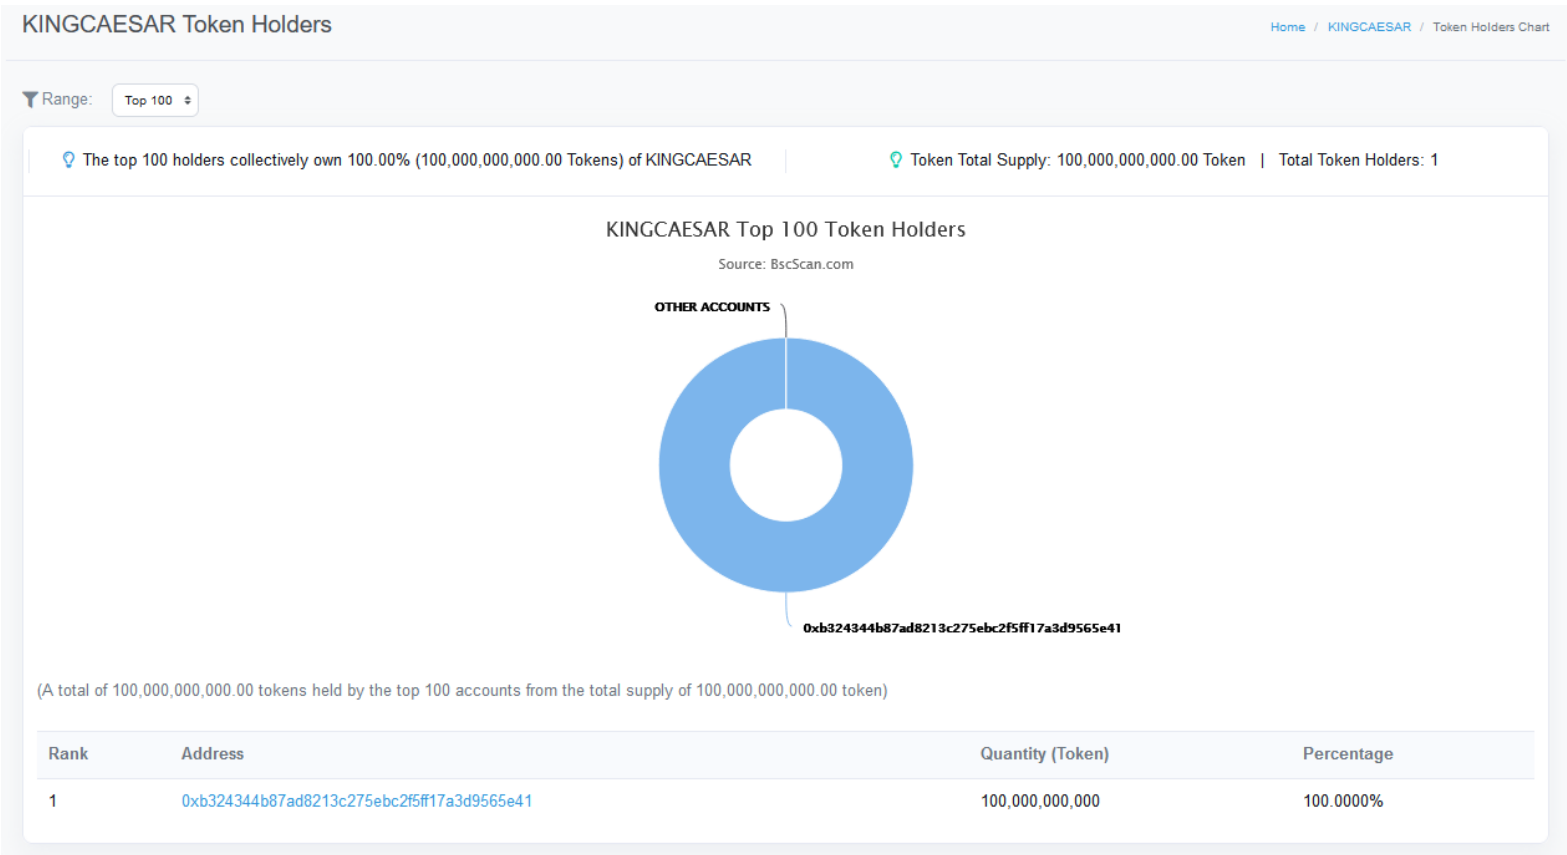 KINGCAESAR Token Holders
Home / KINGCAESAR / Token Holders Chart
Range: Top 100
The top 100 holders collectively own 100.00% (100,000,000,000.00 Tokens) of KINGCAESAR
Token Total Supply: 100,000,000,000.00 Token | Total Token Holders: 1
KINGCAESAR Top 100 Token Holders
Source: BscScan.com
OTHER ACCOUNTS
0xb324344b87ad8213c275ebc2f5ff17a3d9565e41
(A total of 100,000,000,000.00 tokens held by the top 100 accounts from the total supply of 100,000,000,000.00 token)
Rank Address Quantity (Token) Percentage
1 0xb324344b87ad8213c275ebc2f5ff17a3d9565e41 100,000,000,000 100.0000%